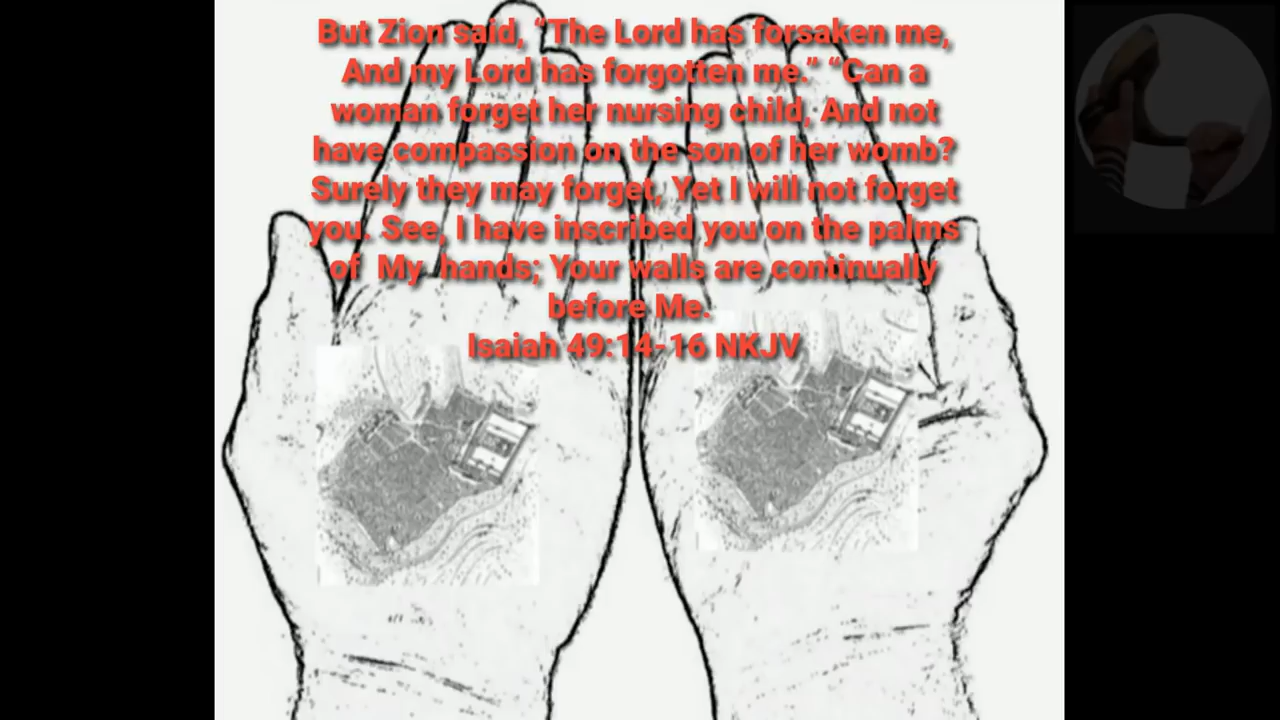 But Zion said, “The Lord has forsaken me,
And my Lord has forgotten me.” “Can a
woman forget her nursing child, And not
have compassion on the son of her womb?
Surely they may forget, Yet I will not forget
you. See, I have inscribed you on the palms
of My hands; Your walls are continually
before Me.
Isaiah 49:14-16 NKJV